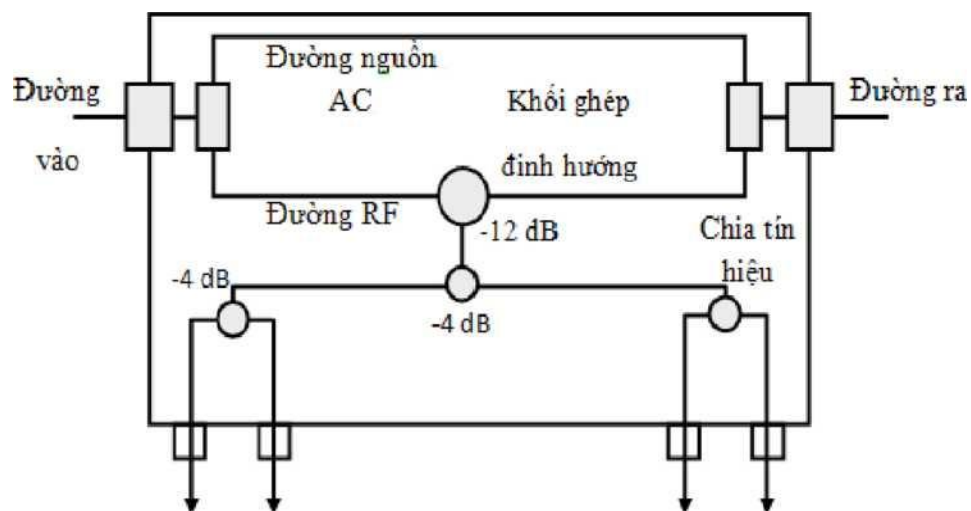 Đường nguồn
AC
Đường
vào
Khối ghép
đinh hướng
Đường ra
Đường RF
-12 dB
Chia tín
hiệu
-4 dB
-4 dB